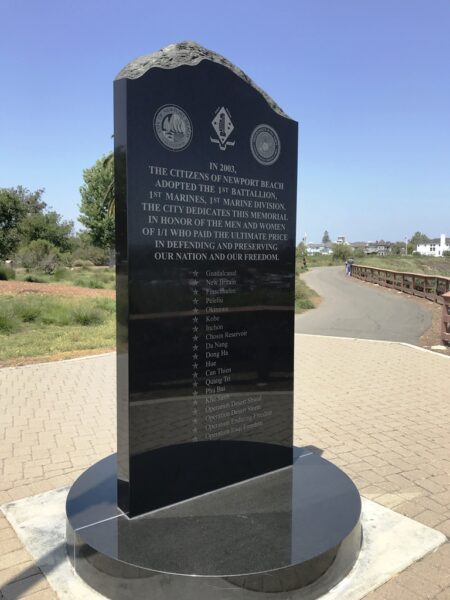 IN 2003,
THE CITIZENS OF NEWPORT BEACH
ADOPTED THE 1ST BATTALION,
1ST MARINES, 1ST MARINE DIVISION,
THE CITY DEDICATES THIS MEMORIAL
IN HONOR OF THE MEN AND WOMEN
OF 1/1 WHO PAID THE ULTIMATE PRICE
IN DEFENDING AND PRESERVING
OUR NATION AND OUR FREEDOM.
★ Guadalcanal
★ New Britain
★ Finschhafen
★ Peleliu
★ Okinawa
★ Kobe
★ Inchon
★ Chosin Reservoir
★ Da Nang
★ Dong Ha
★ Hue
★ Can Thien
★ Quang Tri
★ Phu Bai
★ Khe Sanh
★ Operation Desert Shield
★ Operation Desert Storm
★ Operation Enduring Freedom
★ Operation Iraqi Freedom